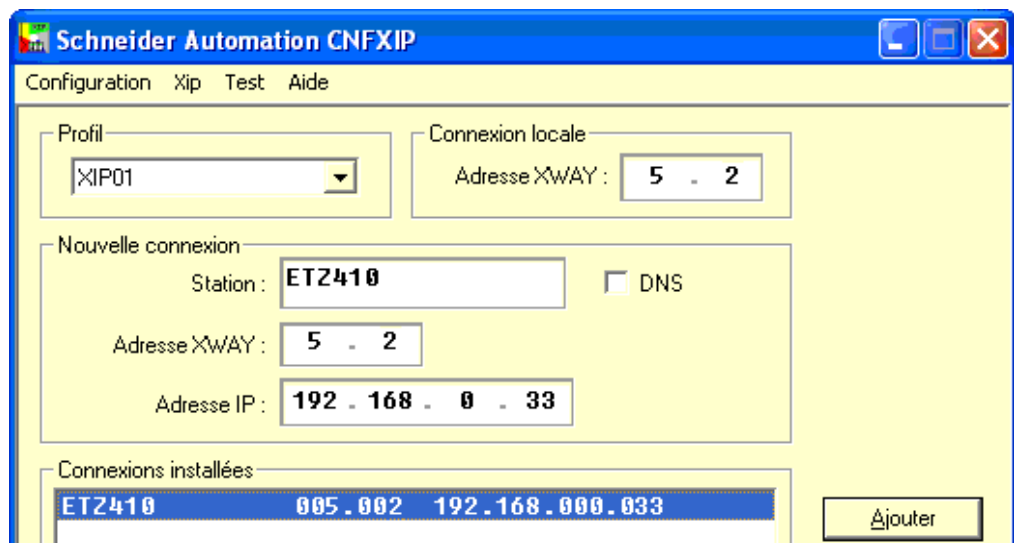 Schneider Automation CNFXIP
Configuration Xip Test Aide
Profil
XIP01
Connexion locale
Adresse XWAY : 5 . 2
Nouvelle connexion
Station : ETZ410
DNS
Adresse XWAY : 5 . 2
Adresse IP : 192 . 168 . 0 . 33
Connexions installées
ETZ410 005.002 192.168.000.033
Ajouter